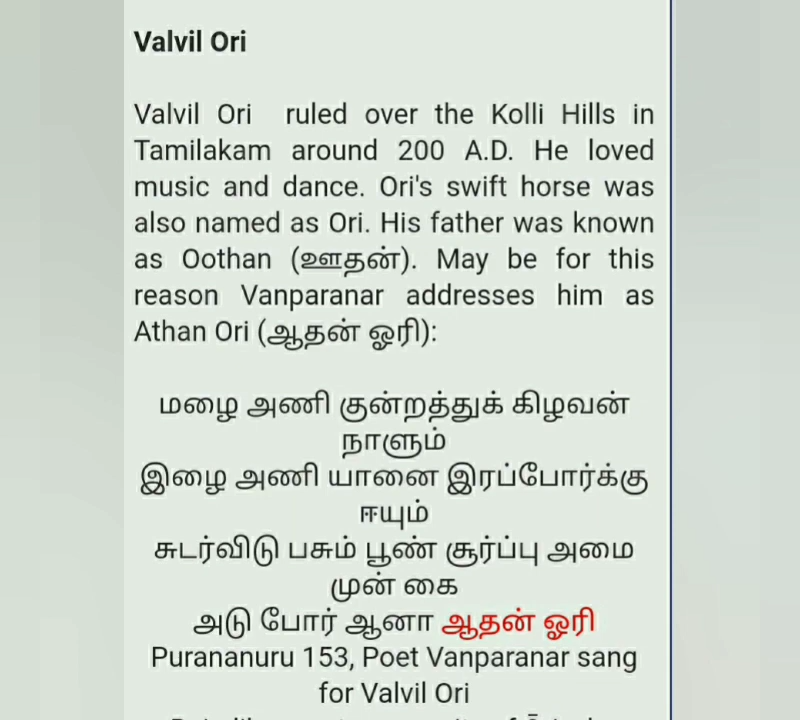 Valvil Ori
Valvil Ori ruled over the Kolli Hills in
Tamilakam around 200 A.D. He loved
music and dance. Ori's swift horse was
also named as Ori. His father was known
as Oothan (ஊதன்). May be for this
reason Vanparanar addresses him as
Athan Ori (ஆதன் ஓரி):
மழை அணி குன்றத்துக் கிழவன்
நாளும்
இழை அணி யானை இரப்போர்க்கு
ஈயும்
சுடர்விடு பசும் பூண் சூர்ப்பு அமை
முன் கை
அடு போர் ஆனா ஆதன் ஓரி
Purananuru 153, Poet Vanparanar sang
for Valvil Ori